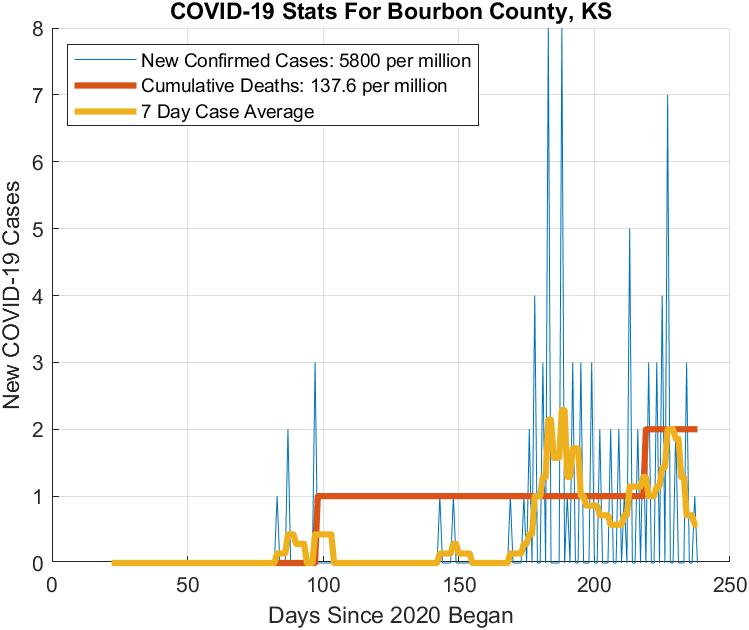 COVID-19 Stats For Bourbon County, KS
New Confirmed Cases: 5800 per million
Cumulative Deaths: 137.6 per million
7 Day Case Average
New COVID-19 Cases
8
7
6
5
4
3
2
1
0
0 50 100 150 200 250
Days Since 2020 Began